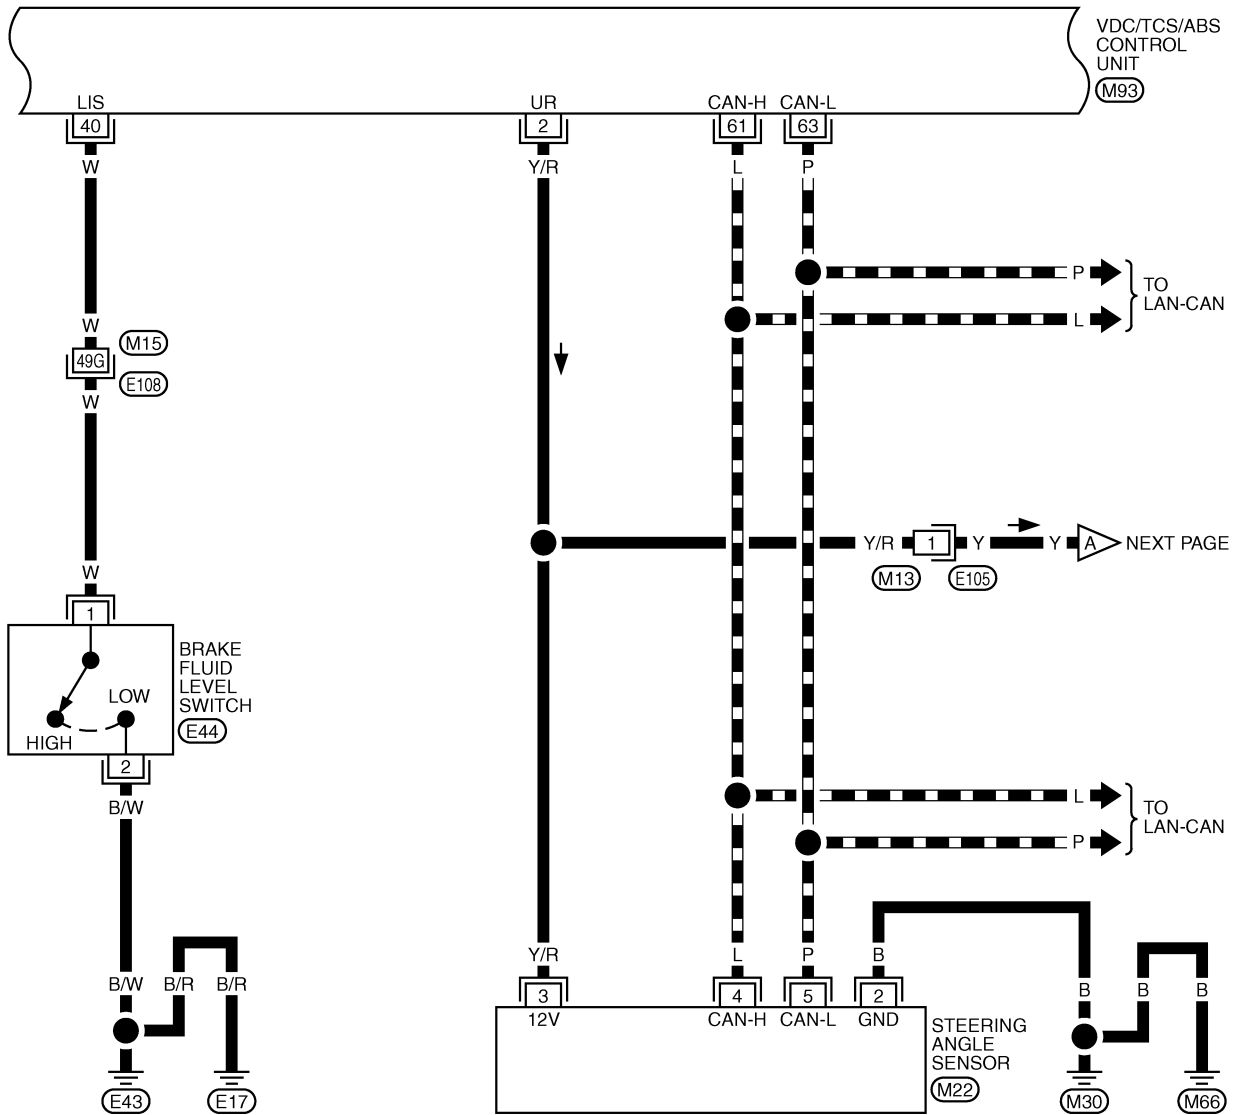 VDC/TCS/ABS
CONTROL
UNIT
M93
LIS
UR
CAN-H
CAN-L
40
2
61
63
W
Y/R
L
P
P
TO
LAN-CAN
L
W
M15
49G
E108
W
Y/R
1
Y
Y
A
NEXT PAGE
M13
E105
W
1
BRAKE
FLUID
LEVEL
SWITCH
E44
LOW
HIGH
2
B/W
L
TO
LAN-CAN
P
Y/R
L
P
B
B/W
B/R
B/R
B
B
B
3
4
5
2
12V
CAN-H
CAN-L
GND
STEERING
ANGLE
SENSOR
M22
E43
E17
M30
M66